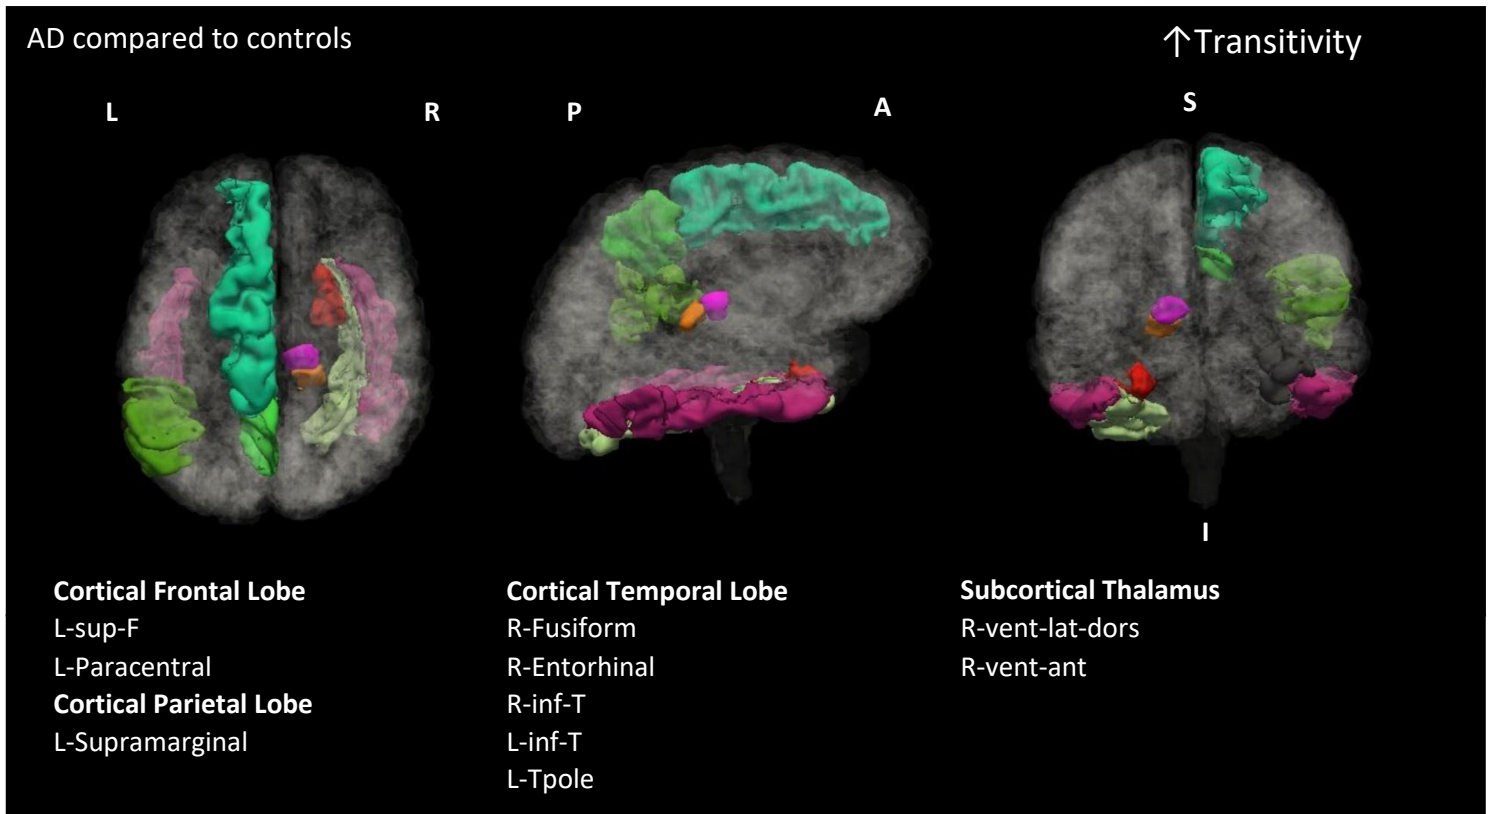 AD compared to controls
↑Transitivity
L
R
P
A
S
I
Cortical Frontal Lobe
L-sup-F
L-Paracentral
Cortical Parietal Lobe
L-Supramarginal
Cortical Temporal Lobe
R-Fusiform
R-Entorhinal
R-inf-T
L-inf-T
L-Tpole
Subcortical Thalamus
R-vent-lat-dors
R-vent-ant